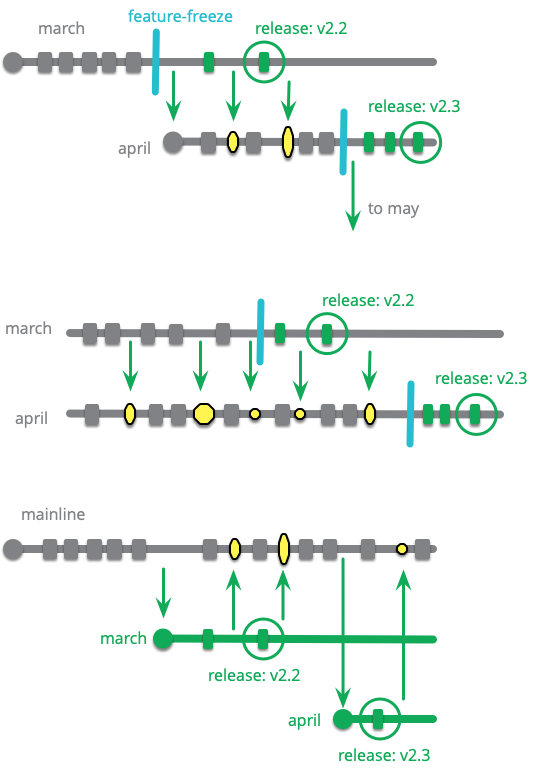 feature-freeze
march
release: v2.2
release: v2.3
april
to may
release: v2.2
march
release: v2.3
april
mainline
march
release: v2.2
april
release: v2.3